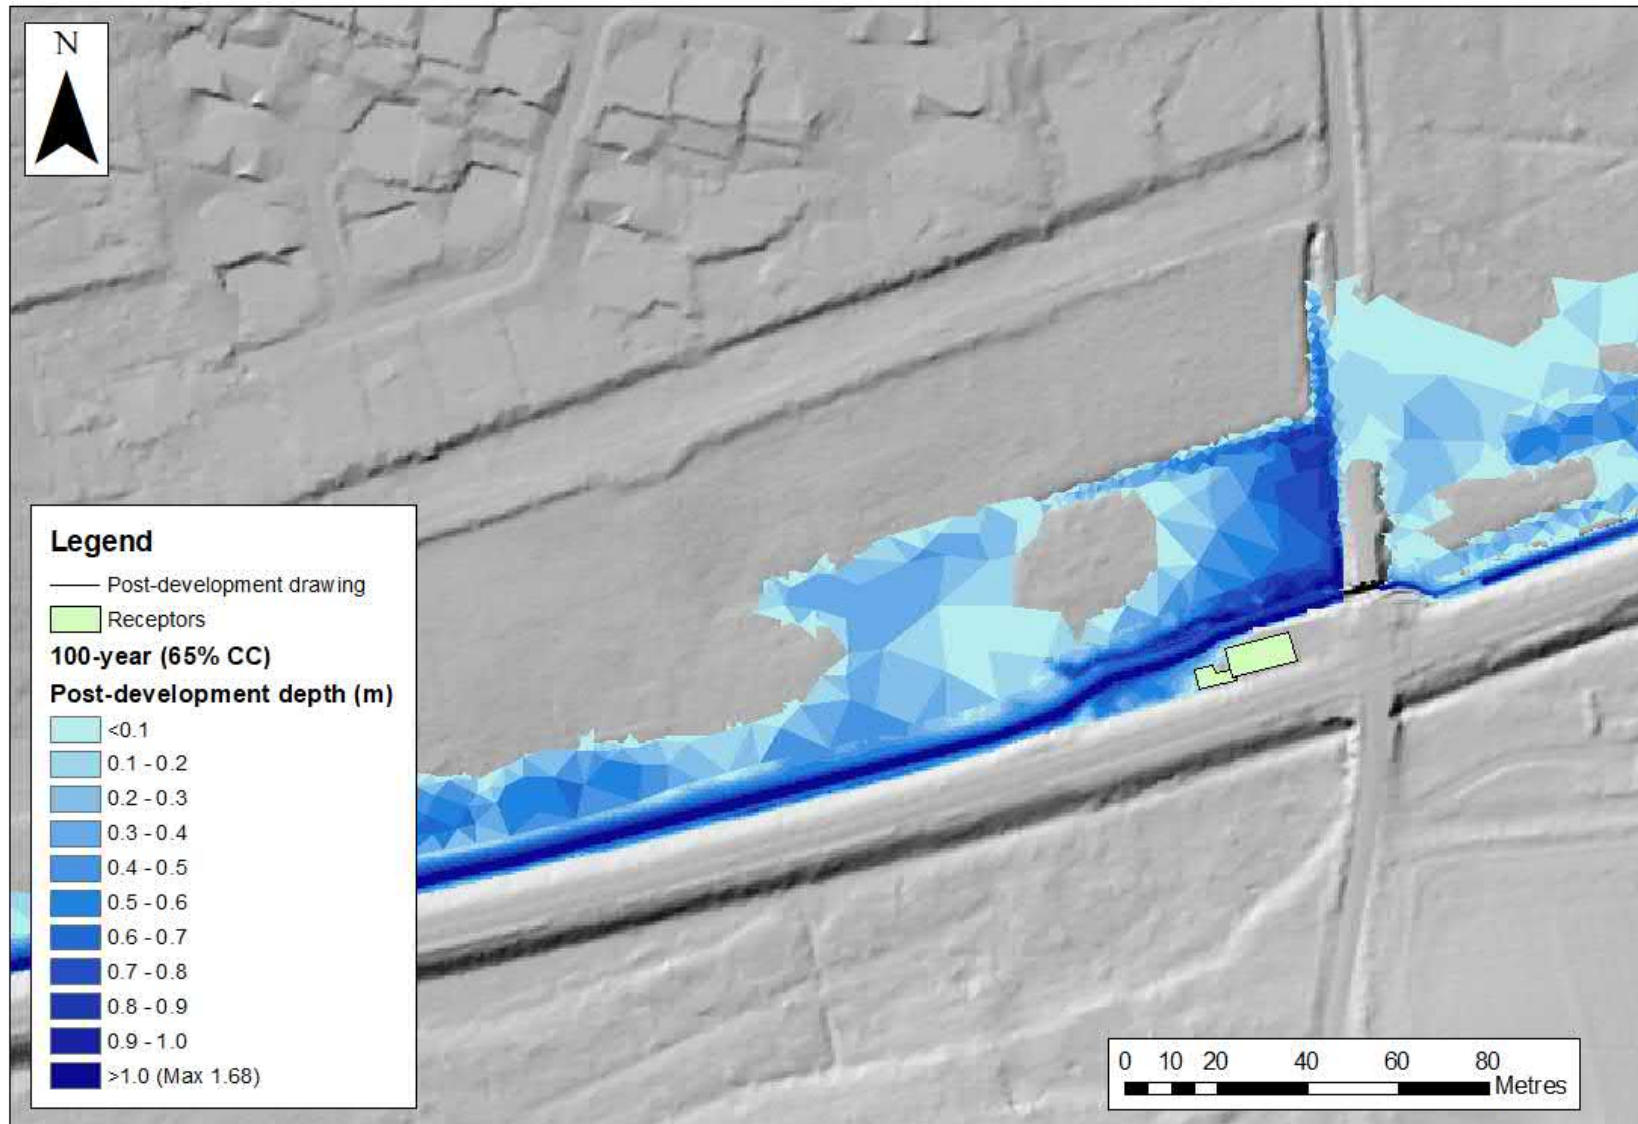 N
Legend
Post-development drawing
Receptors
100-year (65% CC)
Post-development depth (m)
<0.1
0.1 - 0.2
0.2 - 0.3
0.3 - 0.4
0.4 - 0.5
0.5 - 0.6
0.6 - 0.7
0.7 - 0.8
0.8 - 0.9
0.9 - 1.0
>1.0 (Max 1.68)
0 10 20 40 60 80
Metres